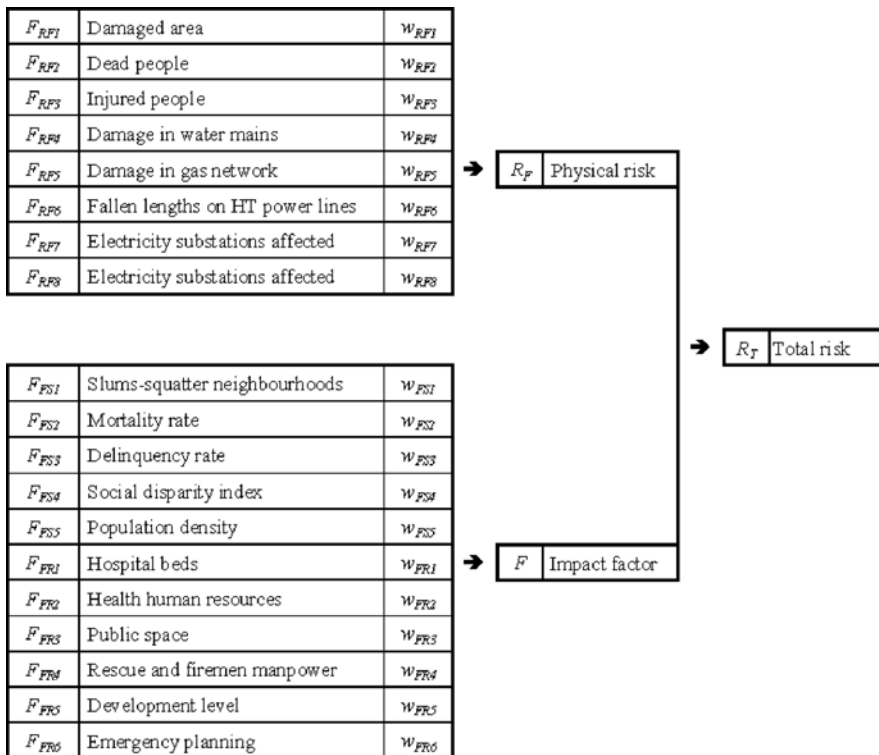 F_RF1 Damaged area w_RF1
F_RF2 Dead people w_RF2
F_RF3 Injured people w_RF3
F_RF4 Damage in water mains w_RF4
F_RF5 Damage in gas network w_RF5
F_RF6 Fallen lengths on HT power lines w_RF6
F_RF7 Electricity substations affected w_RF7
F_RF8 Electricity substations affected w_RF8
➔ R_F Physical risk
F_FS1 Slums-squatter neighbourhoods w_FS1
F_FS2 Mortality rate w_FS2
F_FS3 Delinquency rate w_FS3
F_FS4 Social disparity index w_FS4
F_FS5 Population density w_FS5
F_FR1 Hospital beds w_FR1
F_FR2 Health human resources w_FR2
F_FR3 Public space w_FR3
F_FR4 Rescue and firemen manpower w_FR4
F_FR5 Development level w_FR5
F_FR6 Emergency planning w_FR6
➔ F Impact factor
➔ R_T Total risk